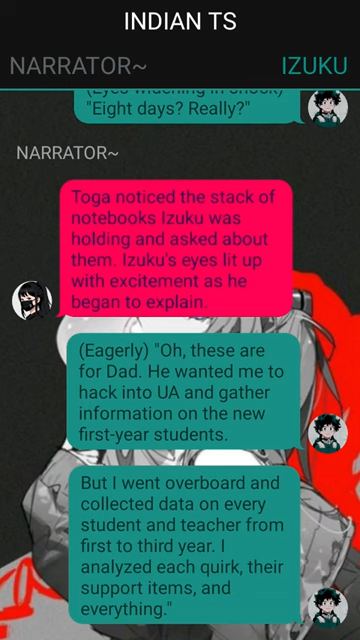 INDIAN TS
NARRATOR~ IZUKU
(Eyes widening in shock)
"Eight days? Really?"
NARRATOR~
Toga noticed the stack of
notebooks Izuku was
holding and asked about
them. Izuku's eyes lit up
with excitement as he
began to explain.
(Eagerly) "Oh, these are
for Dad. He wanted me to
hack into UA and gather
information on the new
first-year students.
But I went overboard and
collected data on every
student and teacher from
first to third year. I
analyzed each quirk, their
support items, and
everything."